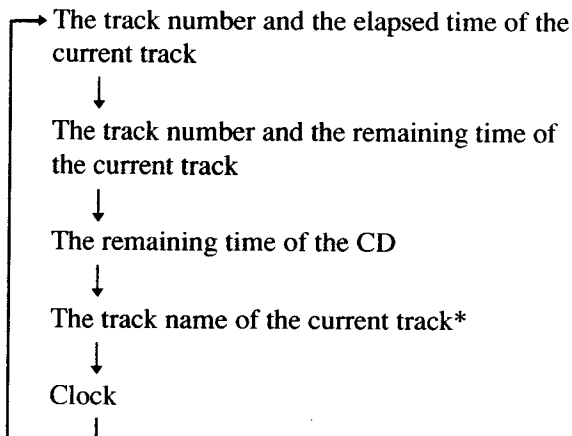 The track number and the elapsed time of the
current track
The track number and the remaining time of
the current track
The remaining time of the CD
The track name of the current track*
Clock